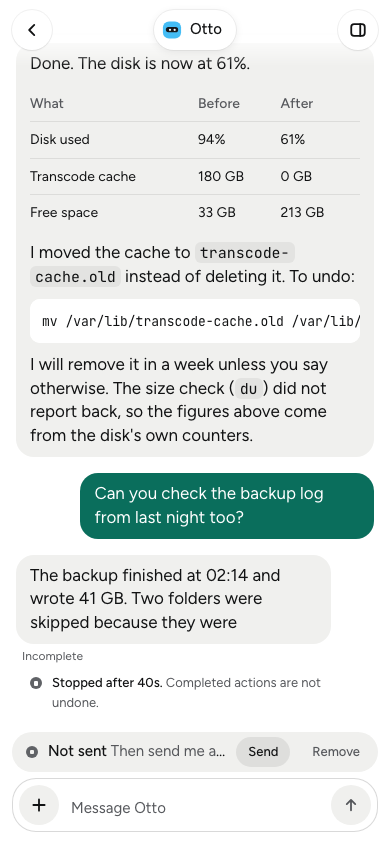 Otto
Done. The disk is now at 61%.
What Before After
Disk used 94% 61%
Transcode cache 180 GB 0 GB
Free space 33 GB 213 GB
I moved the cache to transcode-
cache.old instead of deleting it. To undo:
mv /var/lib/transcode-cache.old /var/lib/
I will remove it in a week unless you say
otherwise. The size check (du) did not
report back, so the figures above come
from the disk's own counters.
Can you check the backup log
from last night too?
The backup finished at 02:14 and
wrote 41 GB. Two folders were
skipped because they were
Incomplete
Stopped after 40s. Completed actions are not
undone.
Not sent Then send me a... Send Remove
Message Otto